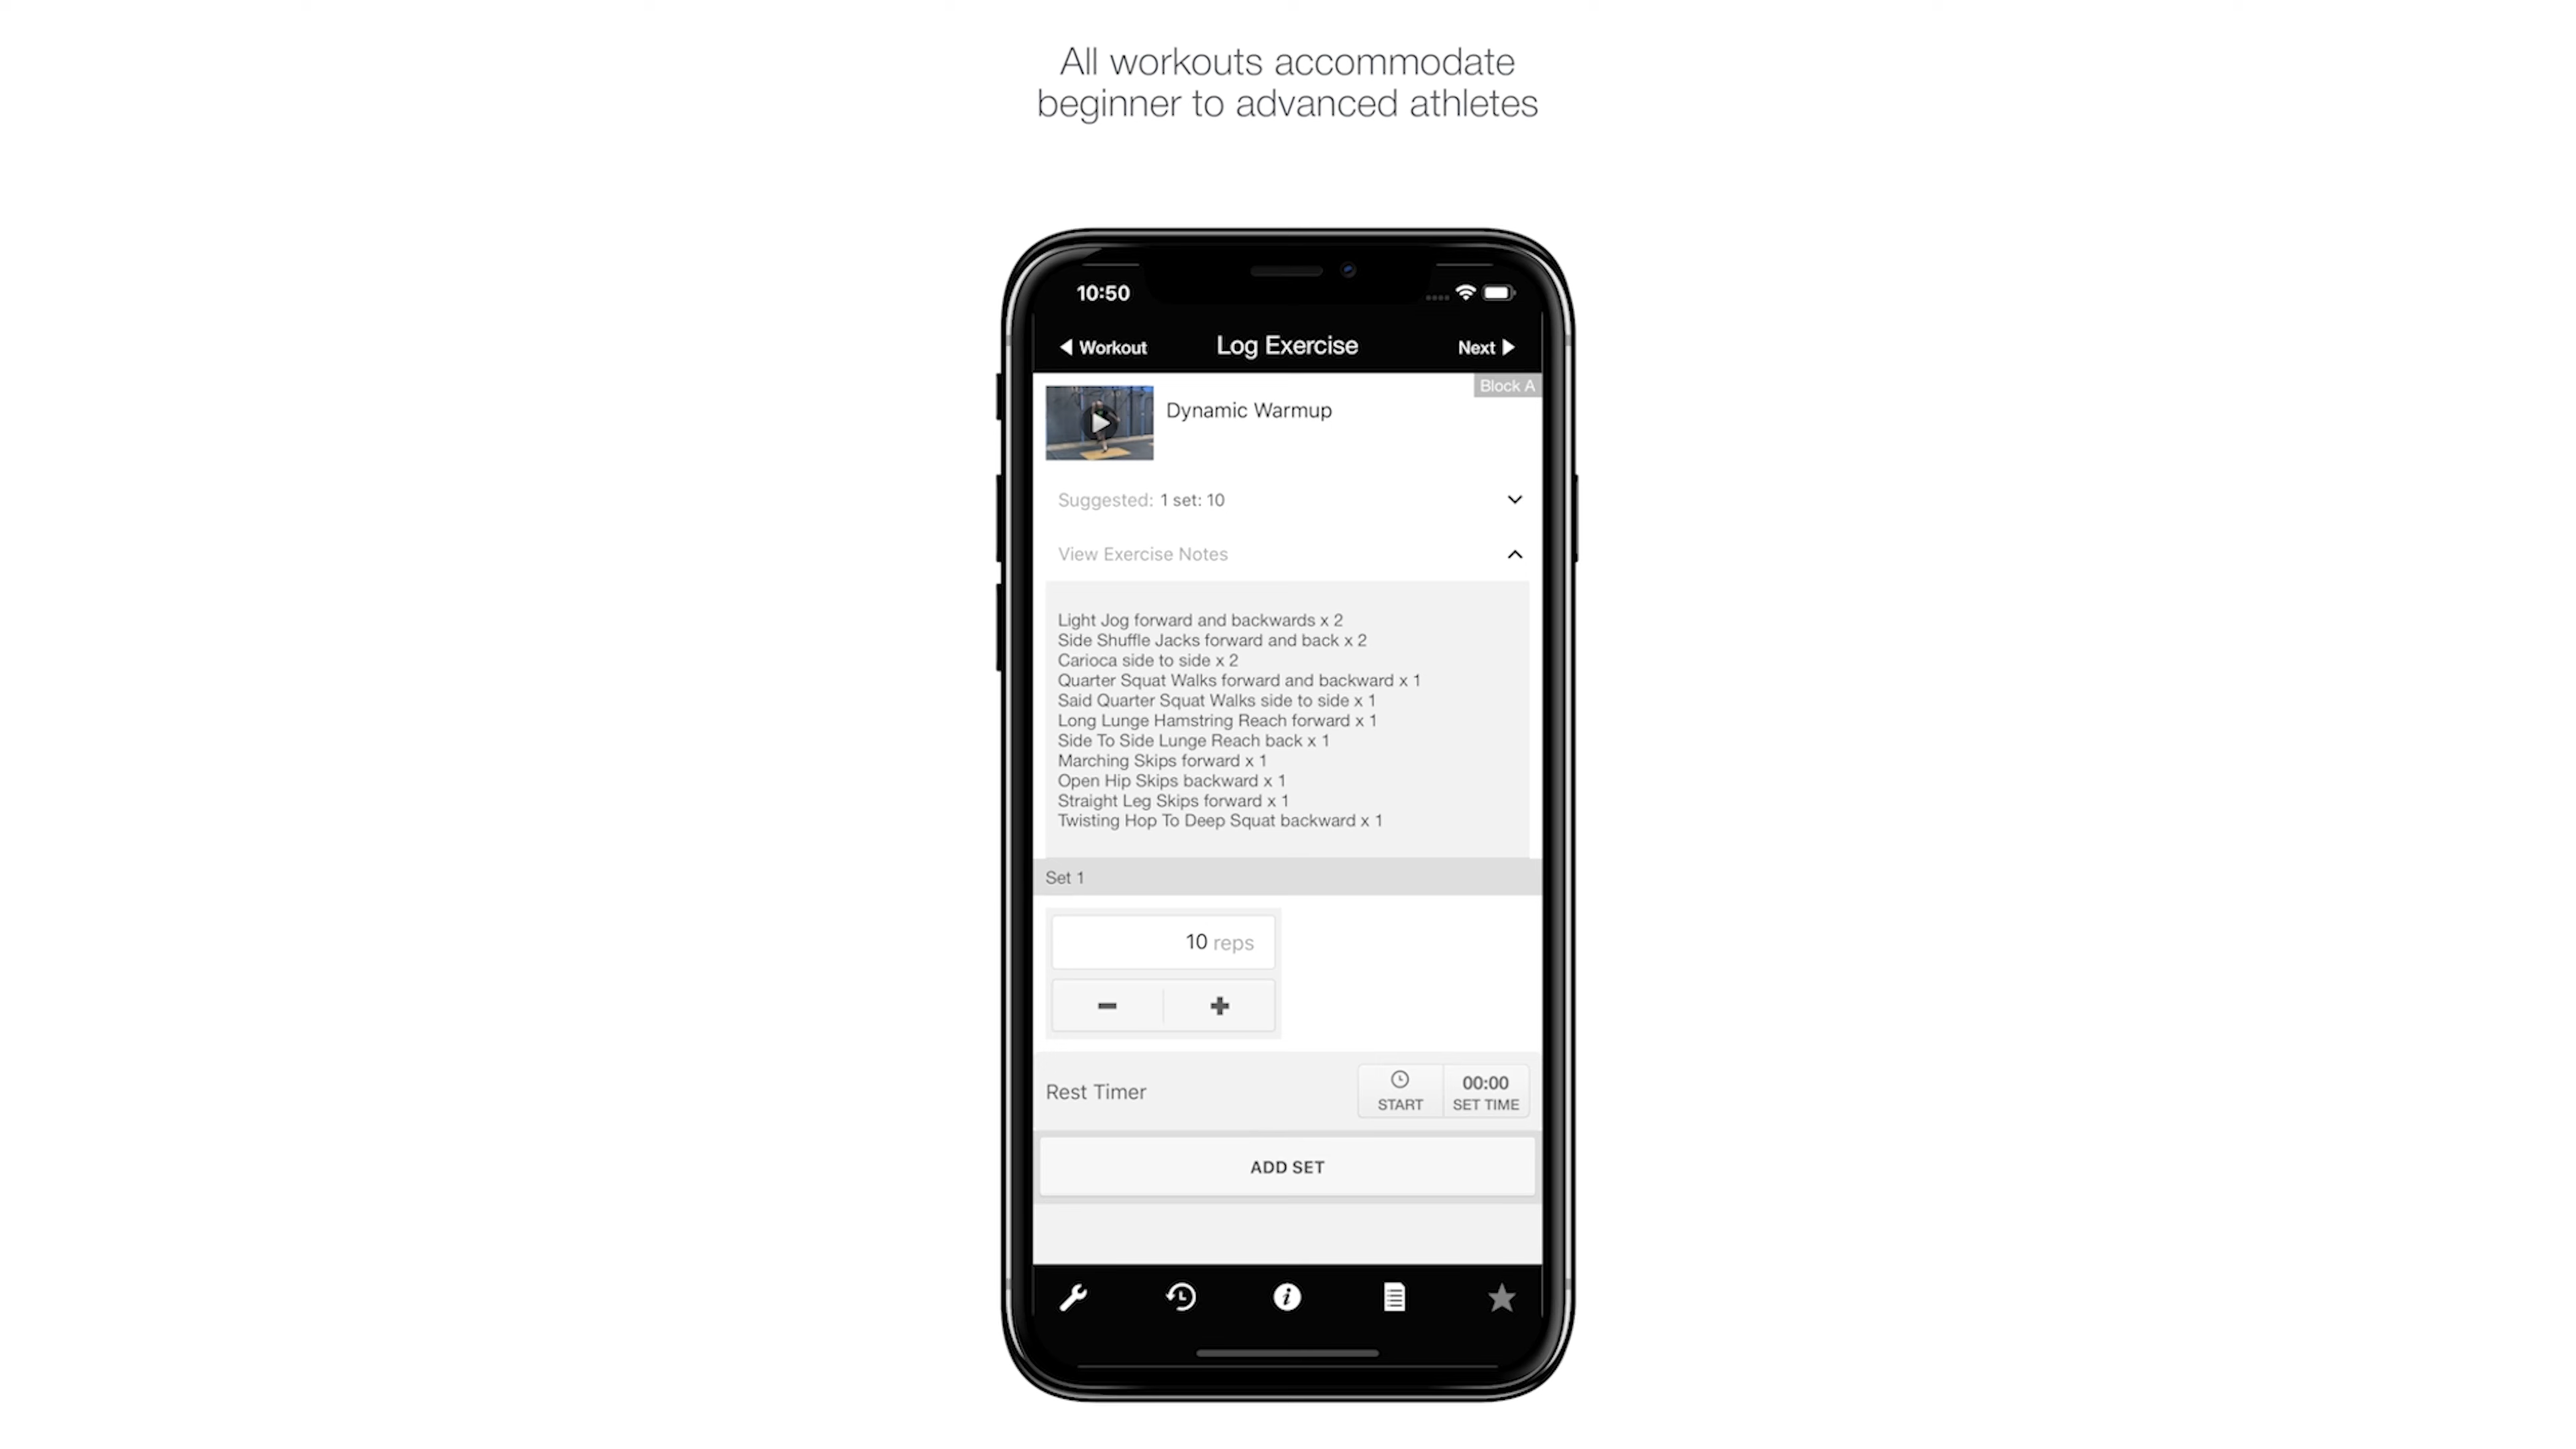 All workouts accommodate
beginner to advanced athletes
10:50
Workout
Log Exercise
Next
Block A
Dynamic Warmup
Suggested: 1 set: 10
View Exercise Notes
Light Jog forward and backwards x 2
Side Shuffle Jacks forward and back x 2
Carioca side to side x 2
Quarter Squat Walks forward and backward x 1
Said Quarter Squat Walks side to side x 1
Long Lunge Hamstring Reach forward x 1
Side To Side Lunge Reach back x 1
Marching Skips forward x 1
Open Hip Skips backward x 1
Straight Leg Skips forward x 1
Twisting Hop To Deep Squat backward x 1
Set 1
10 reps
Rest Timer
START
00:00
SET TIME
ADD SET